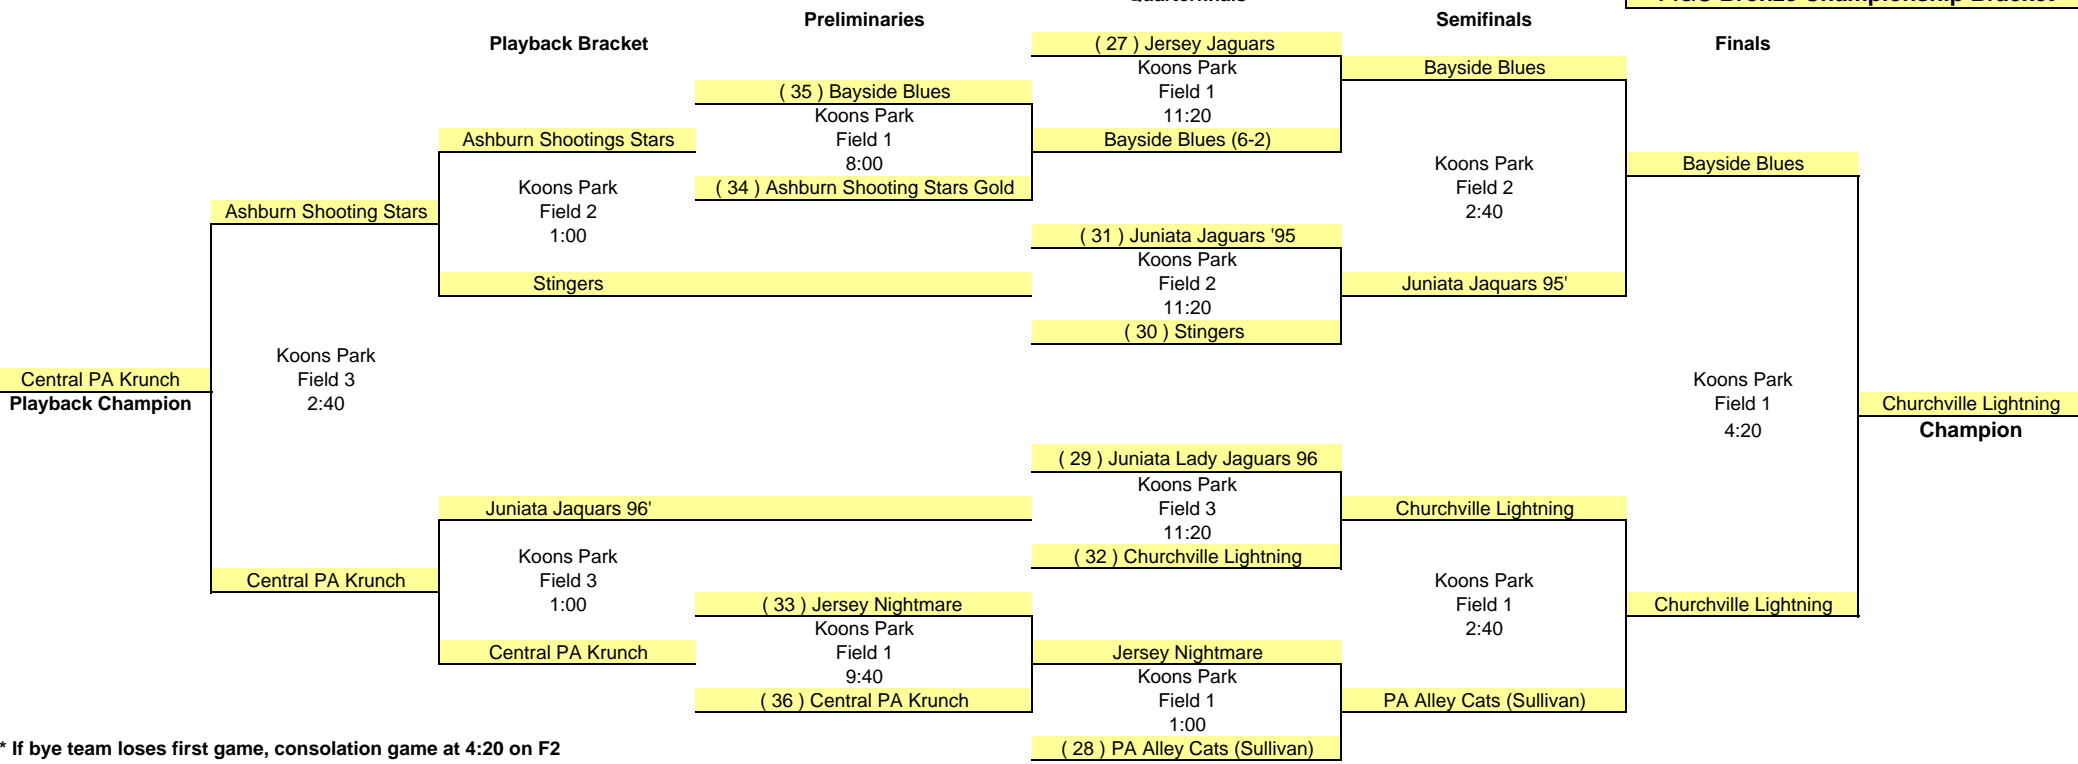 Preliminaries
Semifinals
Playback Bracket
( 27 ) Jersey Jaguars
Finals
Koons Park
Field 1
11:20
Bayside Blues
( 35 ) Bayside Blues
Koons Park
Field 1
8:00
Ashburn Shootings Stars
Bayside Blues (6-2)
Koons Park
Field 2
2:40
Bayside Blues
( 34 ) Ashburn Shooting Stars Gold
Koons Park
Field 2
1:00
Ashburn Shooting Stars
( 31 ) Juniata Jaguars '95
Koons Park
Field 2
11:20
Stingers
Juniata Jaquars 95'
( 30 ) Stingers
Koons Park
Field 3
2:40
Central PA Krunch
Playback Champion
Koons Park
Field 1
4:20
Churchville Lightning
Champion
( 29 ) Juniata Lady Jaguars 96
Koons Park
Field 3
11:20
Juniata Jaquars 96'
Churchville Lightning
( 32 ) Churchville Lightning
Koons Park
Field 3
1:00
Central PA Krunch
Koons Park
Field 1
2:40
( 33 ) Jersey Nightmare
Churchville Lightning
Koons Park
Field 1
9:40
Central PA Krunch
Jersey Nightmare
Koons Park
Field 1
1:00
( 36 ) Central PA Krunch
PA Alley Cats (Sullivan)
* If bye team loses first game, consolation game at 4:20 on F2
( 28 ) PA Alley Cats (Sullivan)